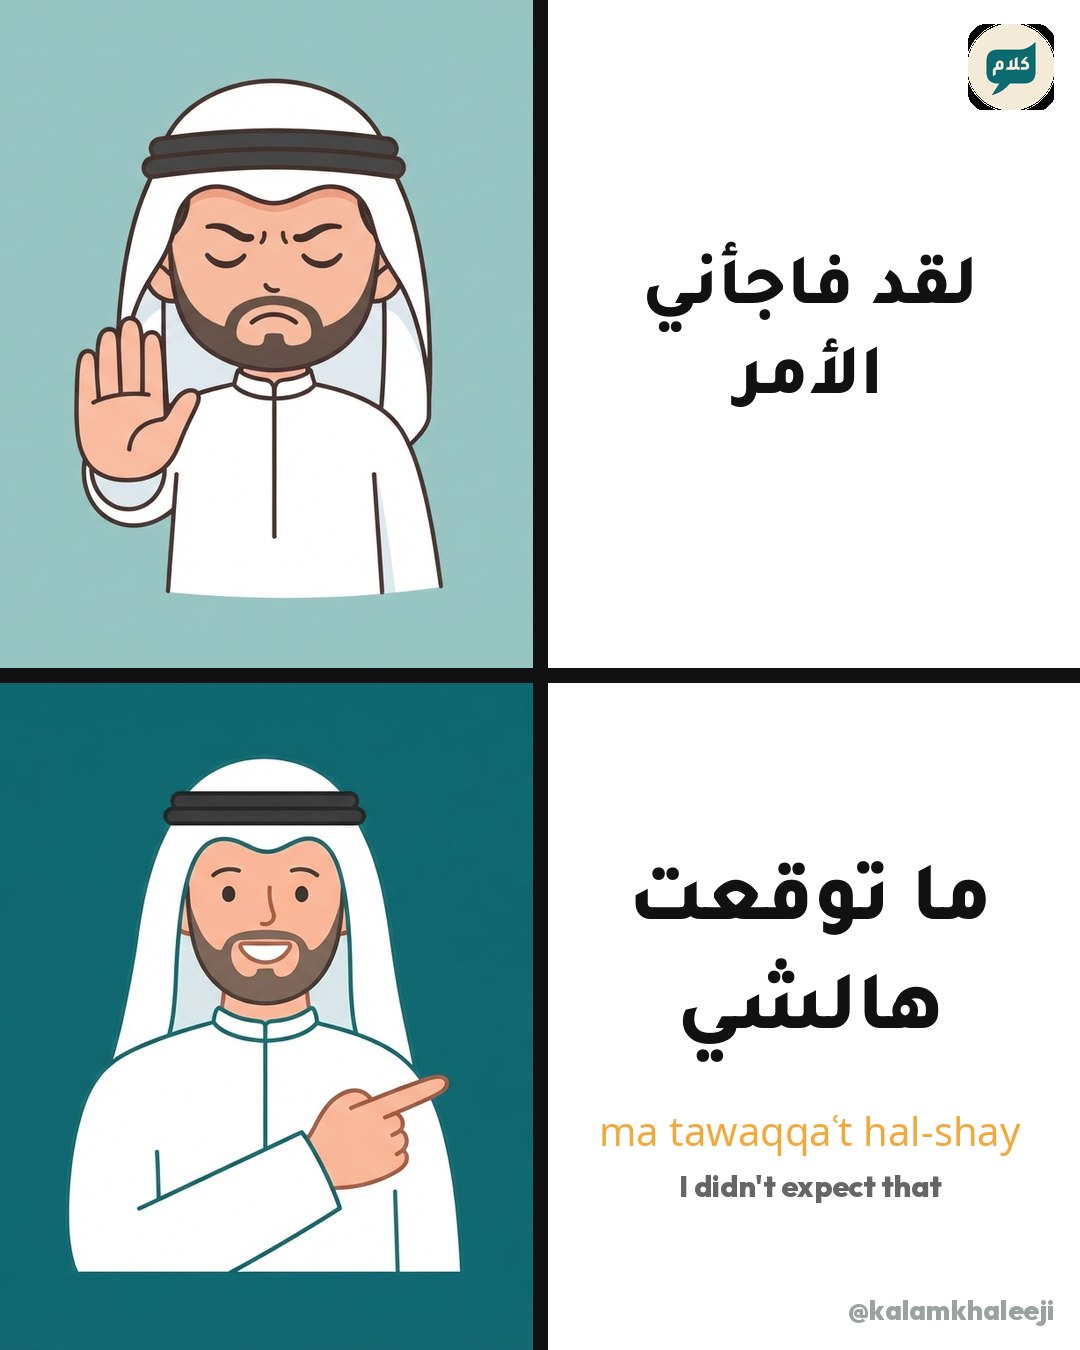 كلام
لقد فاجأني
الأمر
ما توقعت
هالشي
ma tawaqqaʿt hal-shay
I didn't expect that
@kalamkhaleeji